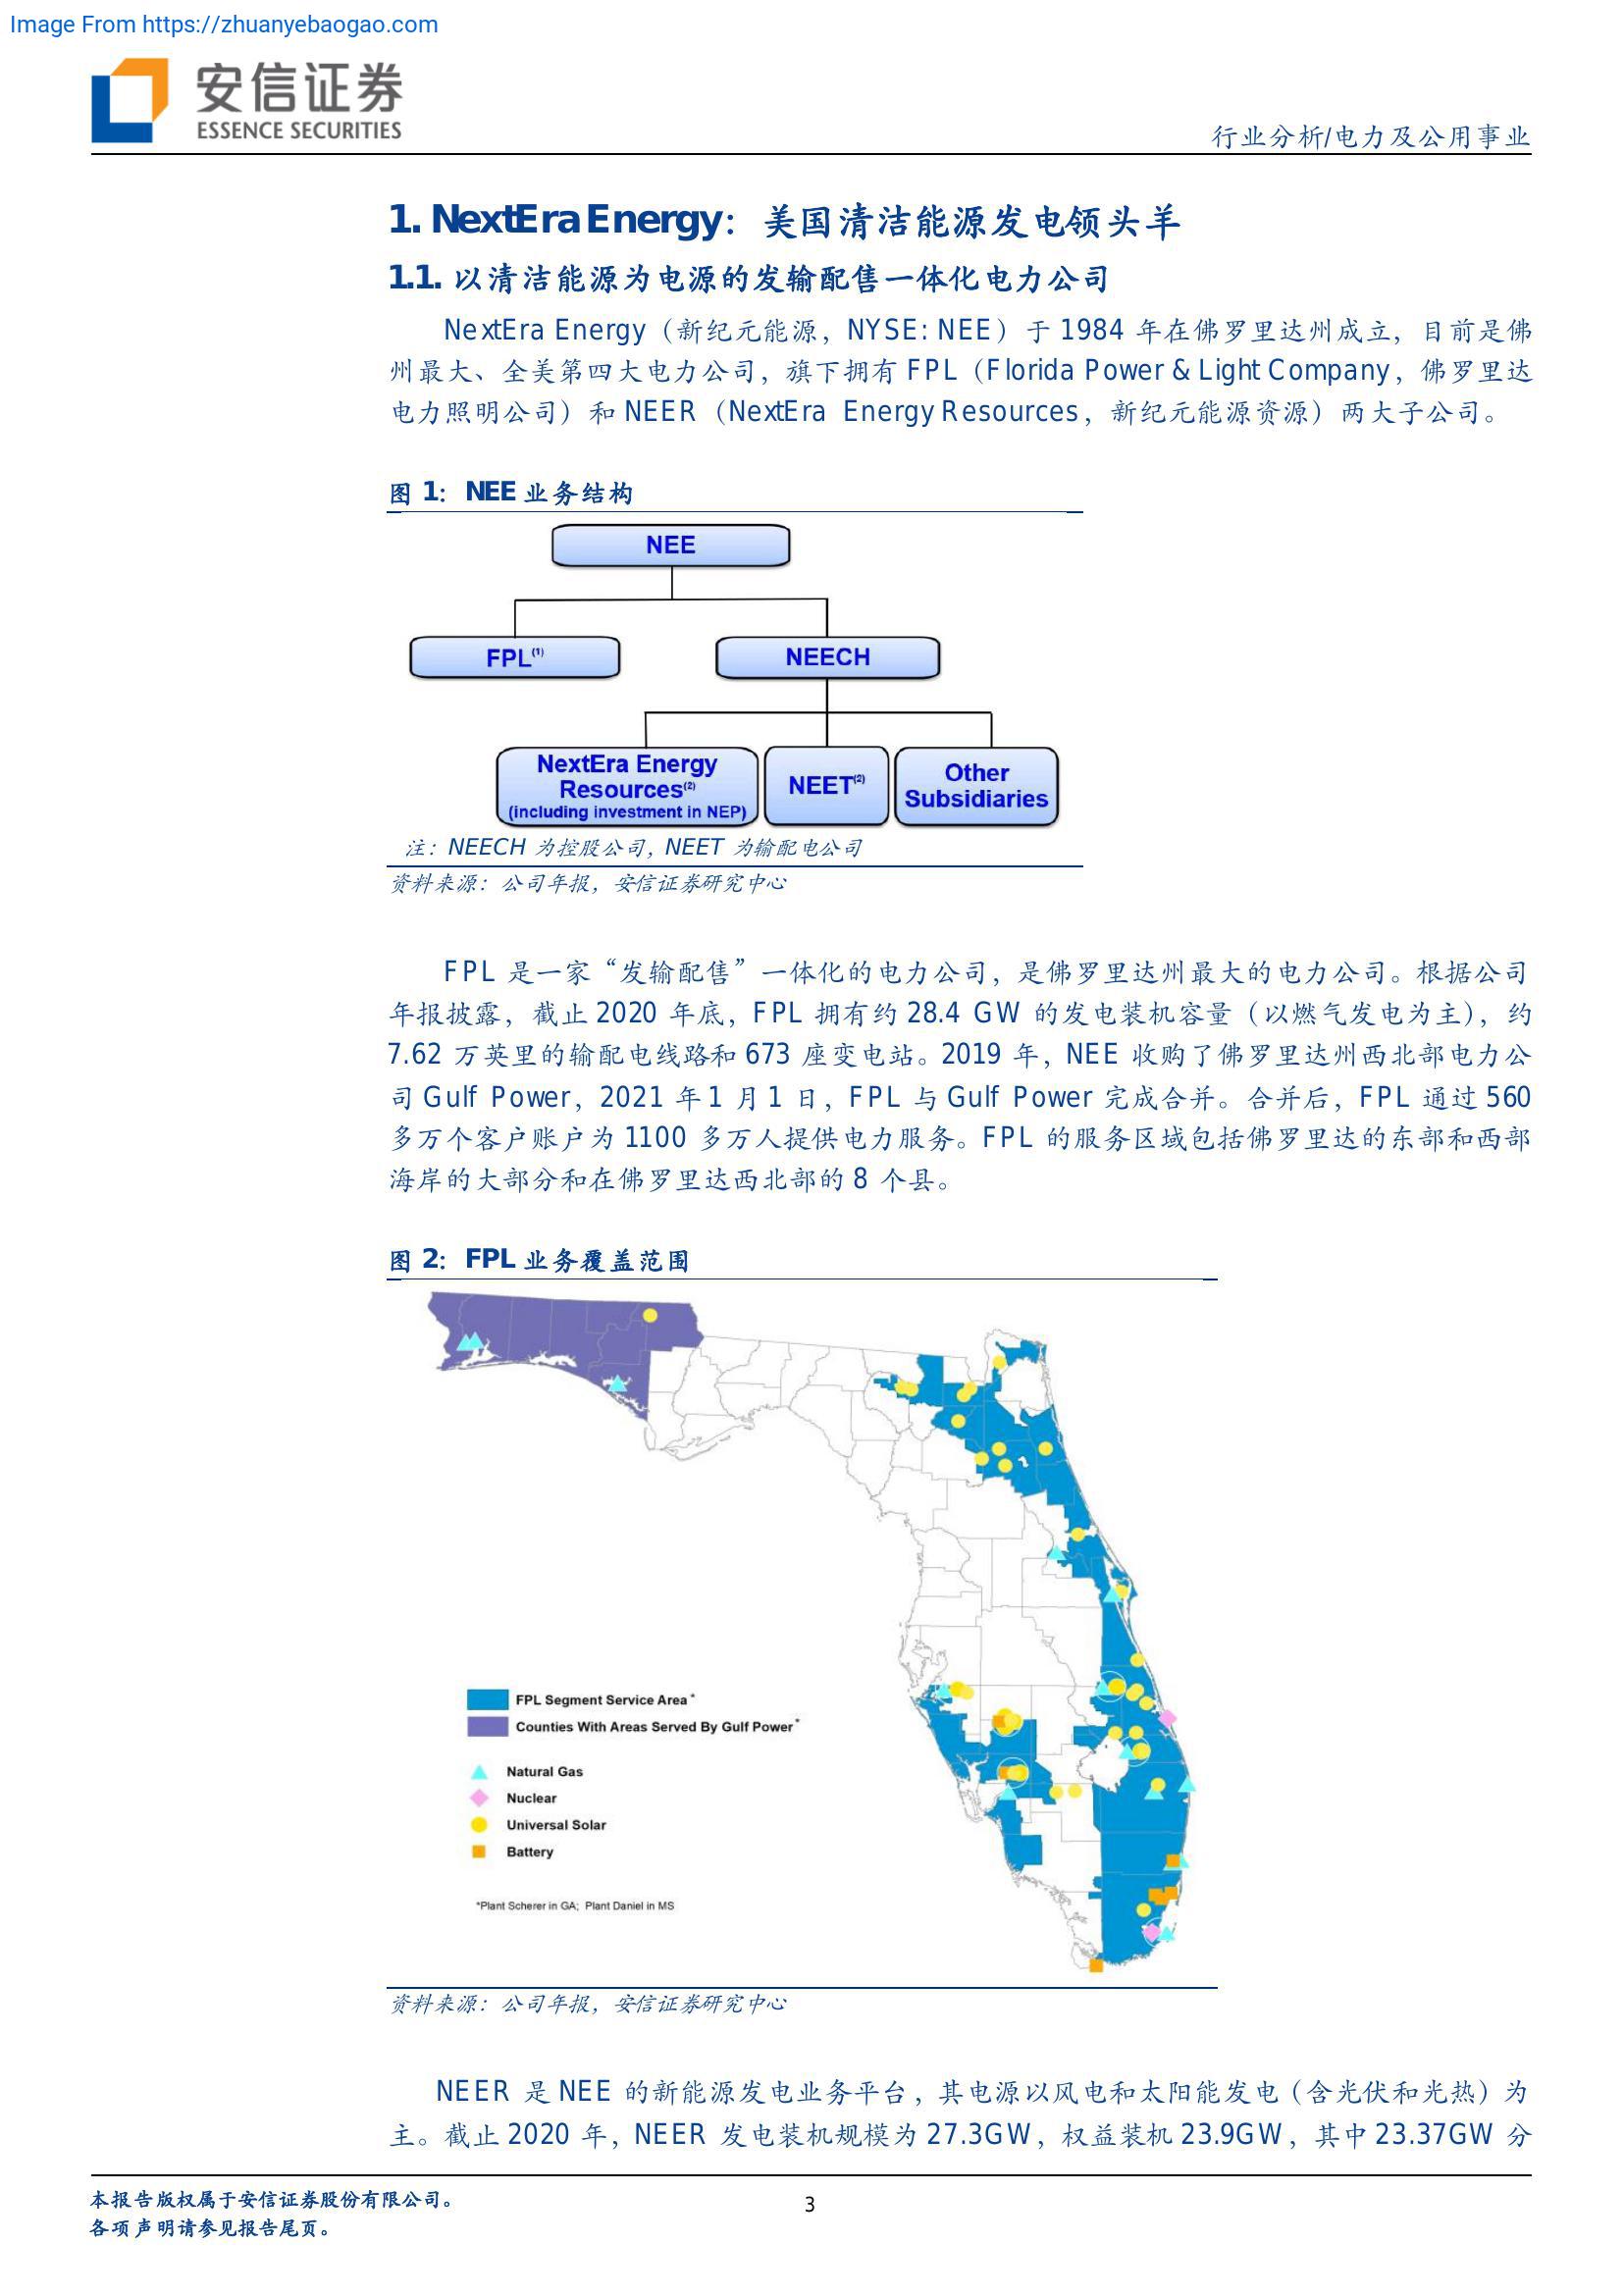 Image From https://zhuanyebaogao.com
安信证券
ESSENCE SECURITIES
行业分析/电力及公用事业
1. NextEra Energy：美国清洁能源发电领头羊
1.1. 以清洁能源为电源的发输配售一体化电力公司
NextEra Energy（新纪元能源，NYSE: NEE）于 1984 年在佛罗里达州成立，目前是佛
州最大、全美第四大电力公司，旗下拥有 FPL（Florida Power & Light Company，佛罗里达
电力照明公司）和 NEER（NextEra Energy Resources，新纪元能源资源）两大子公司。
图 1：NEE 业务结构
NEE
FPL(1)
NEECH
NextEra Energy
Resources(2)
(including investment in NEP)
NEET(2)
Other
Subsidiaries
注：NEECH 为控股公司，NEET 为输配电公司
资料来源：公司年报，安信证券研究中心
FPL 是一家“发输配售”一体化的电力公司，是佛罗里达州最大的电力公司。根据公司
年报披露，截止 2020 年底，FPL 拥有约 28.4 GW 的发电装机容量（以燃气发电为主），约
7.62 万英里的输配电线路和 673 座变电站。2019 年，NEE 收购了佛罗里达州西北部电力公
司 Gulf Power，2021 年 1 月 1 日，FPL 与 Gulf Power 完成合并。合并后，FPL 通过 560
多万个客户账户为 1100 多万人提供电力服务。FPL 的服务区域包括佛罗里达的东部和西部
海岸的大部分和在佛罗里达西北部的 8 个县。
图 2：FPL 业务覆盖范围
FPL Segment Service Area*
Counties With Areas Served By Gulf Power*
Natural Gas
Nuclear
Universal Solar
Battery
*Plant Scherer in GA; Plant Daniel in MS
资料来源：公司年报，安信证券研究中心
NEER 是 NEE 的新能源发电业务平台，其电源以风电和太阳能发电（含光伏和光热）为
主。截止 2020 年，NEER 发电装机规模为 27.3GW，权益装机 23.9GW，其中 23.37GW 分
本报告版权属于安信证券股份有限公司。
3
各项声明请参见报告尾页。